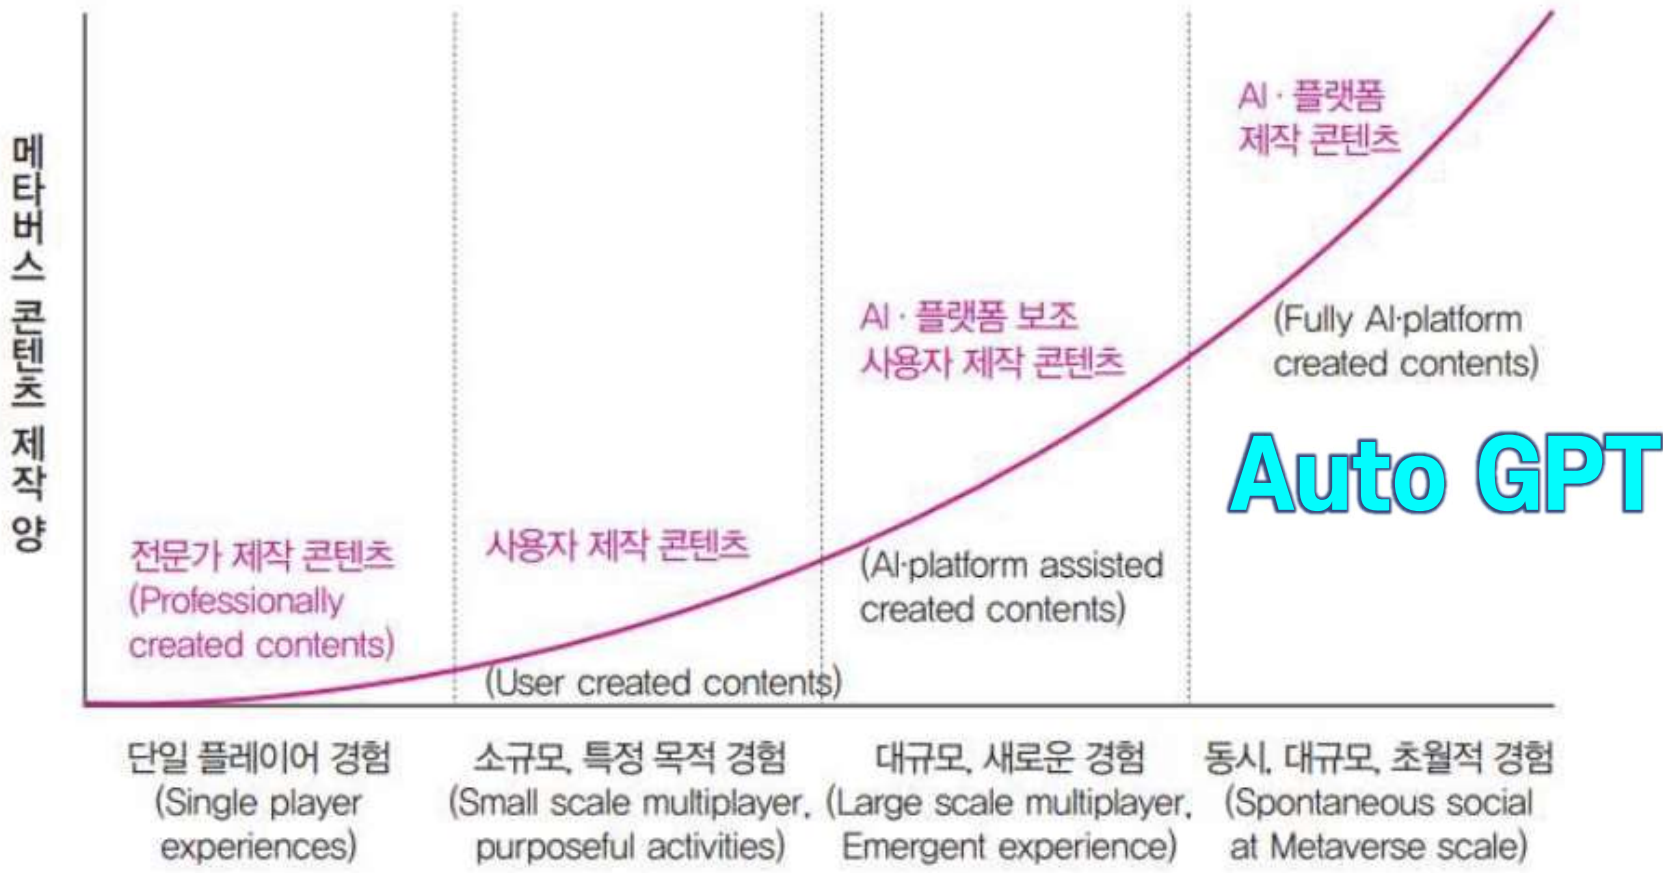 메타버스 콘텐츠 제작 양
전문가 제작 콘텐츠
(Professionally
created contents)
사용자 제작 콘텐츠
(User created contents)
AI · 플랫폼 보조
사용자 제작 콘텐츠
(AI·platform assisted
created contents)
AI · 플랫폼
제작 콘텐츠
(Fully AI·platform
created contents)
Auto GPT
단일 플레이어 경험
(Single player
experiences)
소규모, 특정 목적 경험
(Small scale multiplayer,
purposeful activities)
대규모, 새로운 경험
(Large scale multiplayer,
Emergent experience)
동시, 대규모, 초월적 경험
(Spontaneous social
at Metaverse scale)